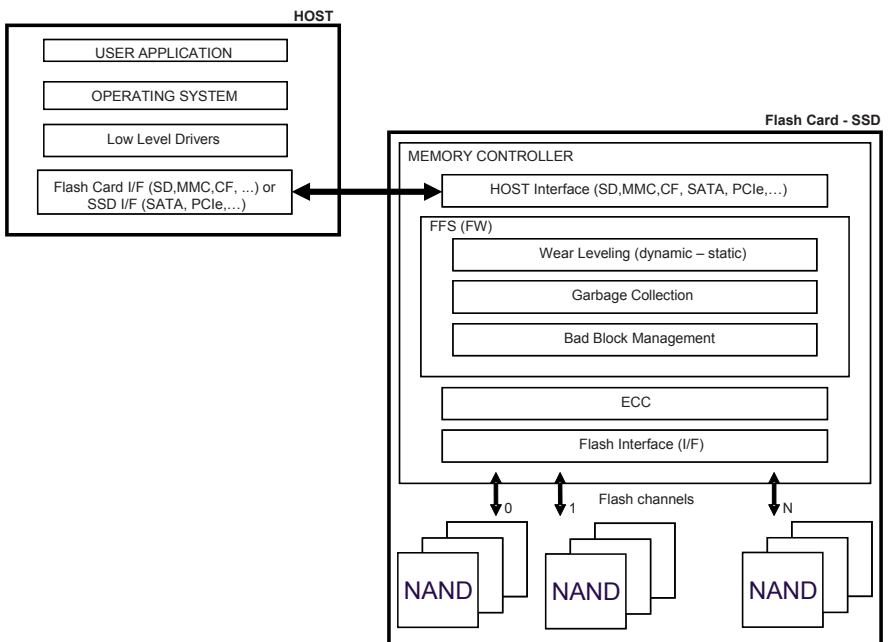 HOST
USER APPLICATION
OPERATING SYSTEM
Low Level Drivers
Flash Card I/F (SD,MMC,CF, ...) or
SSD I/F (SATA, PCIe,…)
Flash Card - SSD
MEMORY CONTROLLER
HOST Interface (SD,MMC,CF, SATA, PCIe,…)
FFS (FW)
Wear Leveling (dynamic – static)
Garbage Collection
Bad Block Management
ECC
Flash Interface (I/F)
Flash channels
0
1
N
NAND
NAND
NAND